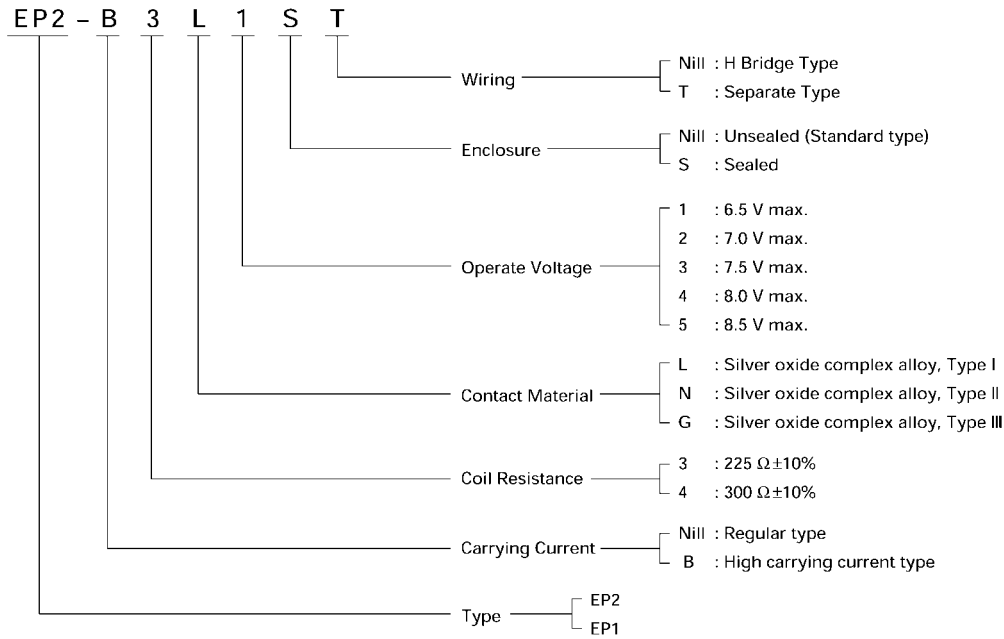 EP2-B 3 L 1 S T
Wiring
Nill : H Bridge Type
T : Separate Type
Enclosure
Nill : Unsealed (Standard type)
S : Sealed
Operate Voltage
1 : 6.5 V max.
2 : 7.0 V max.
3 : 7.5 V max.
4 : 8.0 V max.
5 : 8.5 V max.
Contact Material
L : Silver oxide complex alloy, Type I
N : Silver oxide complex alloy, Type II
G : Silver oxide complex alloy, Type III
Coil Resistance
3 : 225 Ω±10%
4 : 300 Ω±10%
Carrying Current
Nill : Regular type
B : High carrying current type
Type
EP2
EP1